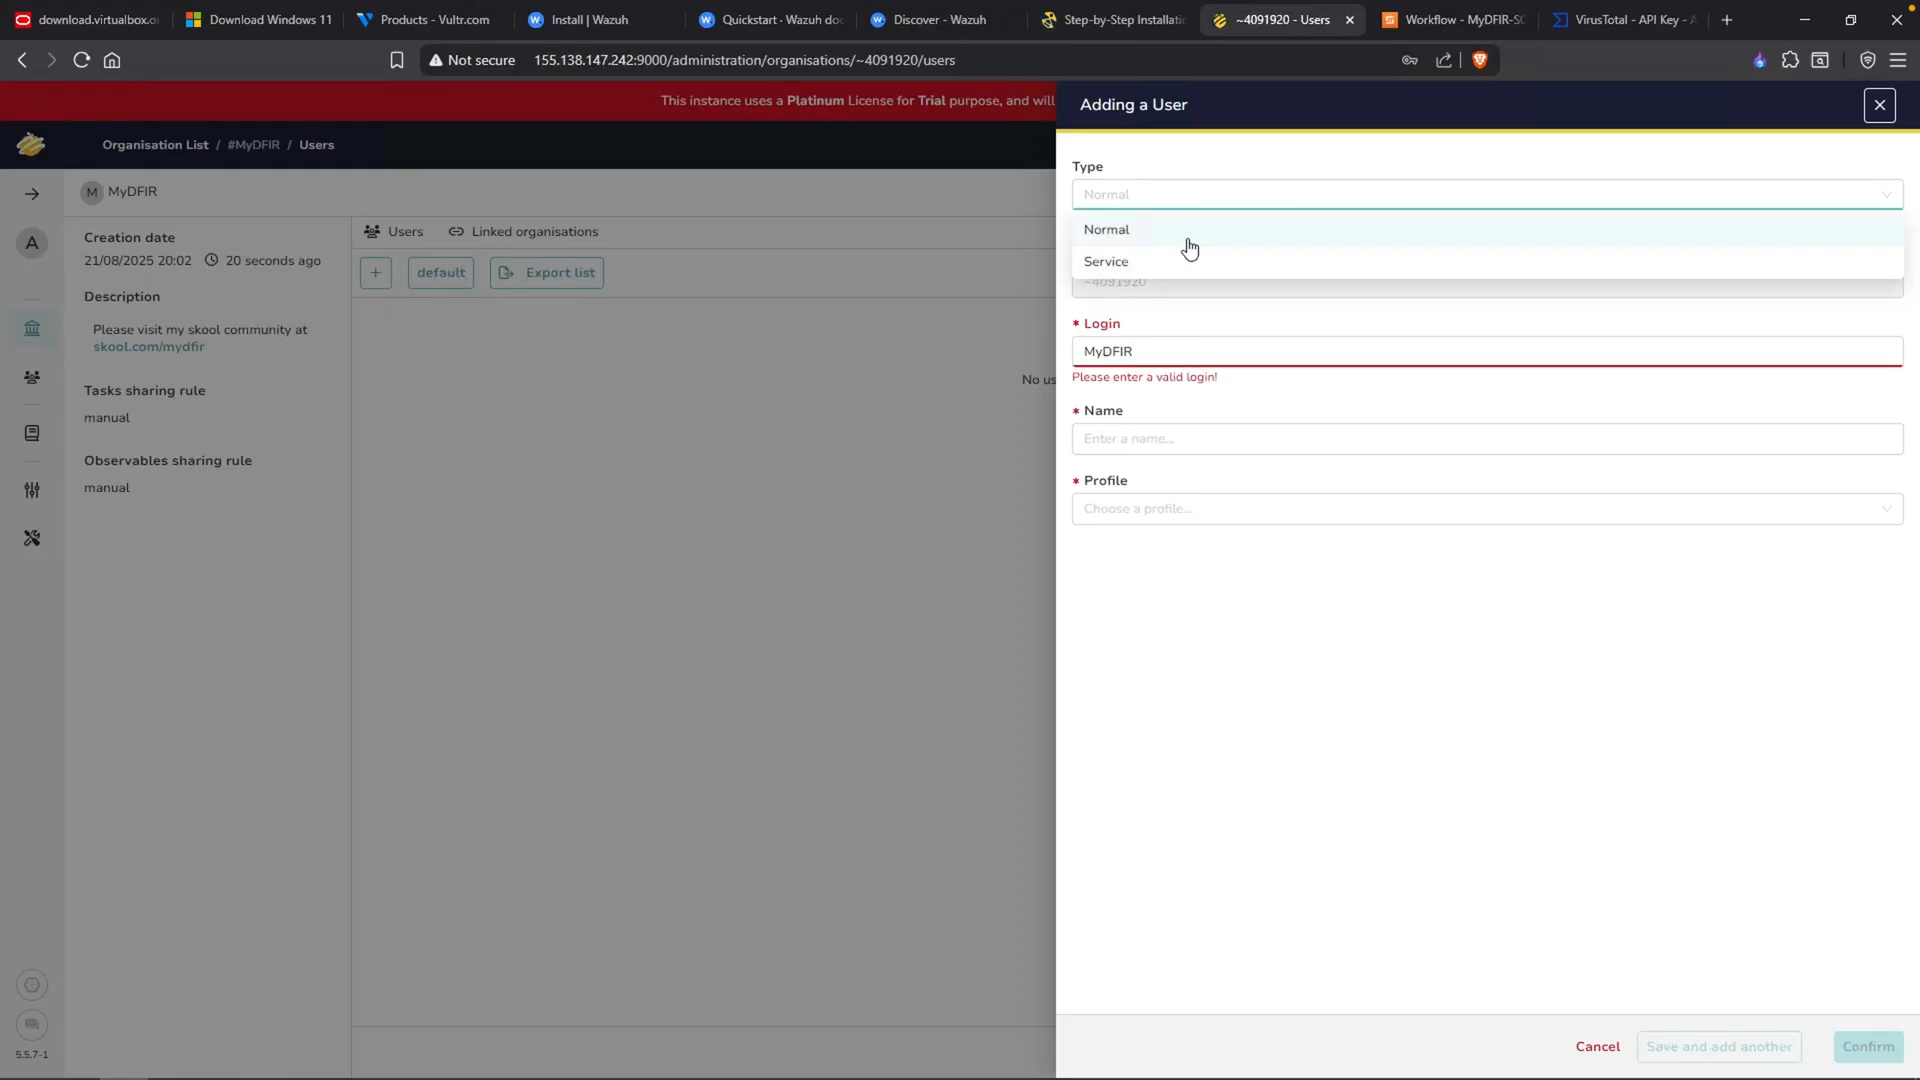 download.virtualbox.o
Download Windows 11
Products - Vultr.com
Install | Wazuh
Quickstart · Wazuh doc
Discover - Wazuh
Step-by-Step Installati
~4091920 - Users
Workflow - MyDFIR-SO
VirusTotal - API Key - A
Not secure 155.138.147.242:9000/administration/organisations/~4091920/users
This instance uses a Platinum License for Trial purpose, and will
Organisation List / #MyDFIR / Users
M MyDFIR
A
Creation date
21/08/2025 20:02 20 seconds ago
Description
Please visit my skool community at
skool.com/mydfir
Tasks sharing rule
manual
Observables sharing rule
manual
5.5.7-1
Users Linked organisations
+ default Export list
No us
Adding a User
Type
Normal
Normal
Service
~4091920
* Login
MyDFIR
Please enter a valid login!
* Name
Enter a name...
* Profile
Choose a profile...
Cancel Save and add another Confirm